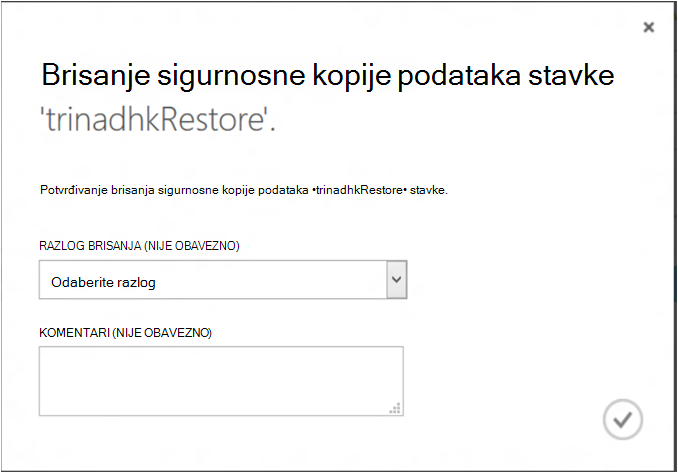 Brisanje sigurnosne kopije podataka stavke
'trinadhkRestore'.
Potvrđivanje brisanja sigurnosne kopije podataka •trinadhkRestore• stavke.
RAZLOG BRISANJA (NIJE OBAVEZNO)
Odaberite razlog
KOMENTARI (NIJE OBAVEZNO)